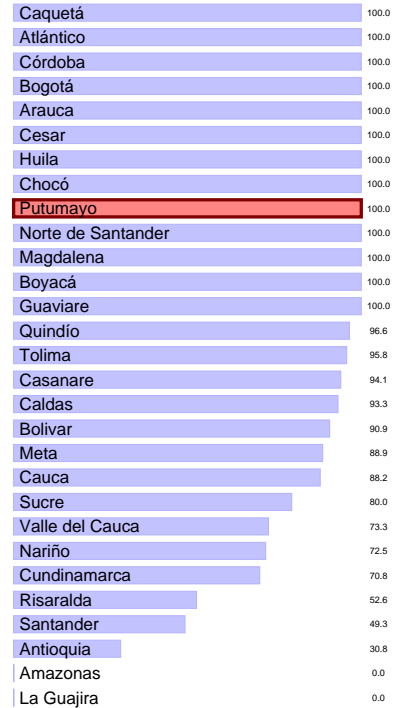 Caquetá 100.0
Atlántico 100.0
Córdoba 100.0
Bogotá 100.0
Arauca 100.0
Cesar 100.0
Huila 100.0
Chocó 100.0
Putumayo 100.0
Norte de Santander 100.0
Magdalena 100.0
Boyacá 100.0
Guaviare 100.0
Quindío 96.6
Tolima 95.8
Casanare 94.1
Caldas 93.3
Bolivar 90.9
Meta 88.9
Cauca 88.2
Sucre 80.0
Valle del Cauca 73.3
Nariño 72.5
Cundinamarca 70.8
Risaralda 52.6
Santander 49.3
Antioquia 30.8
Amazonas 0.0
La Guajira 0.0